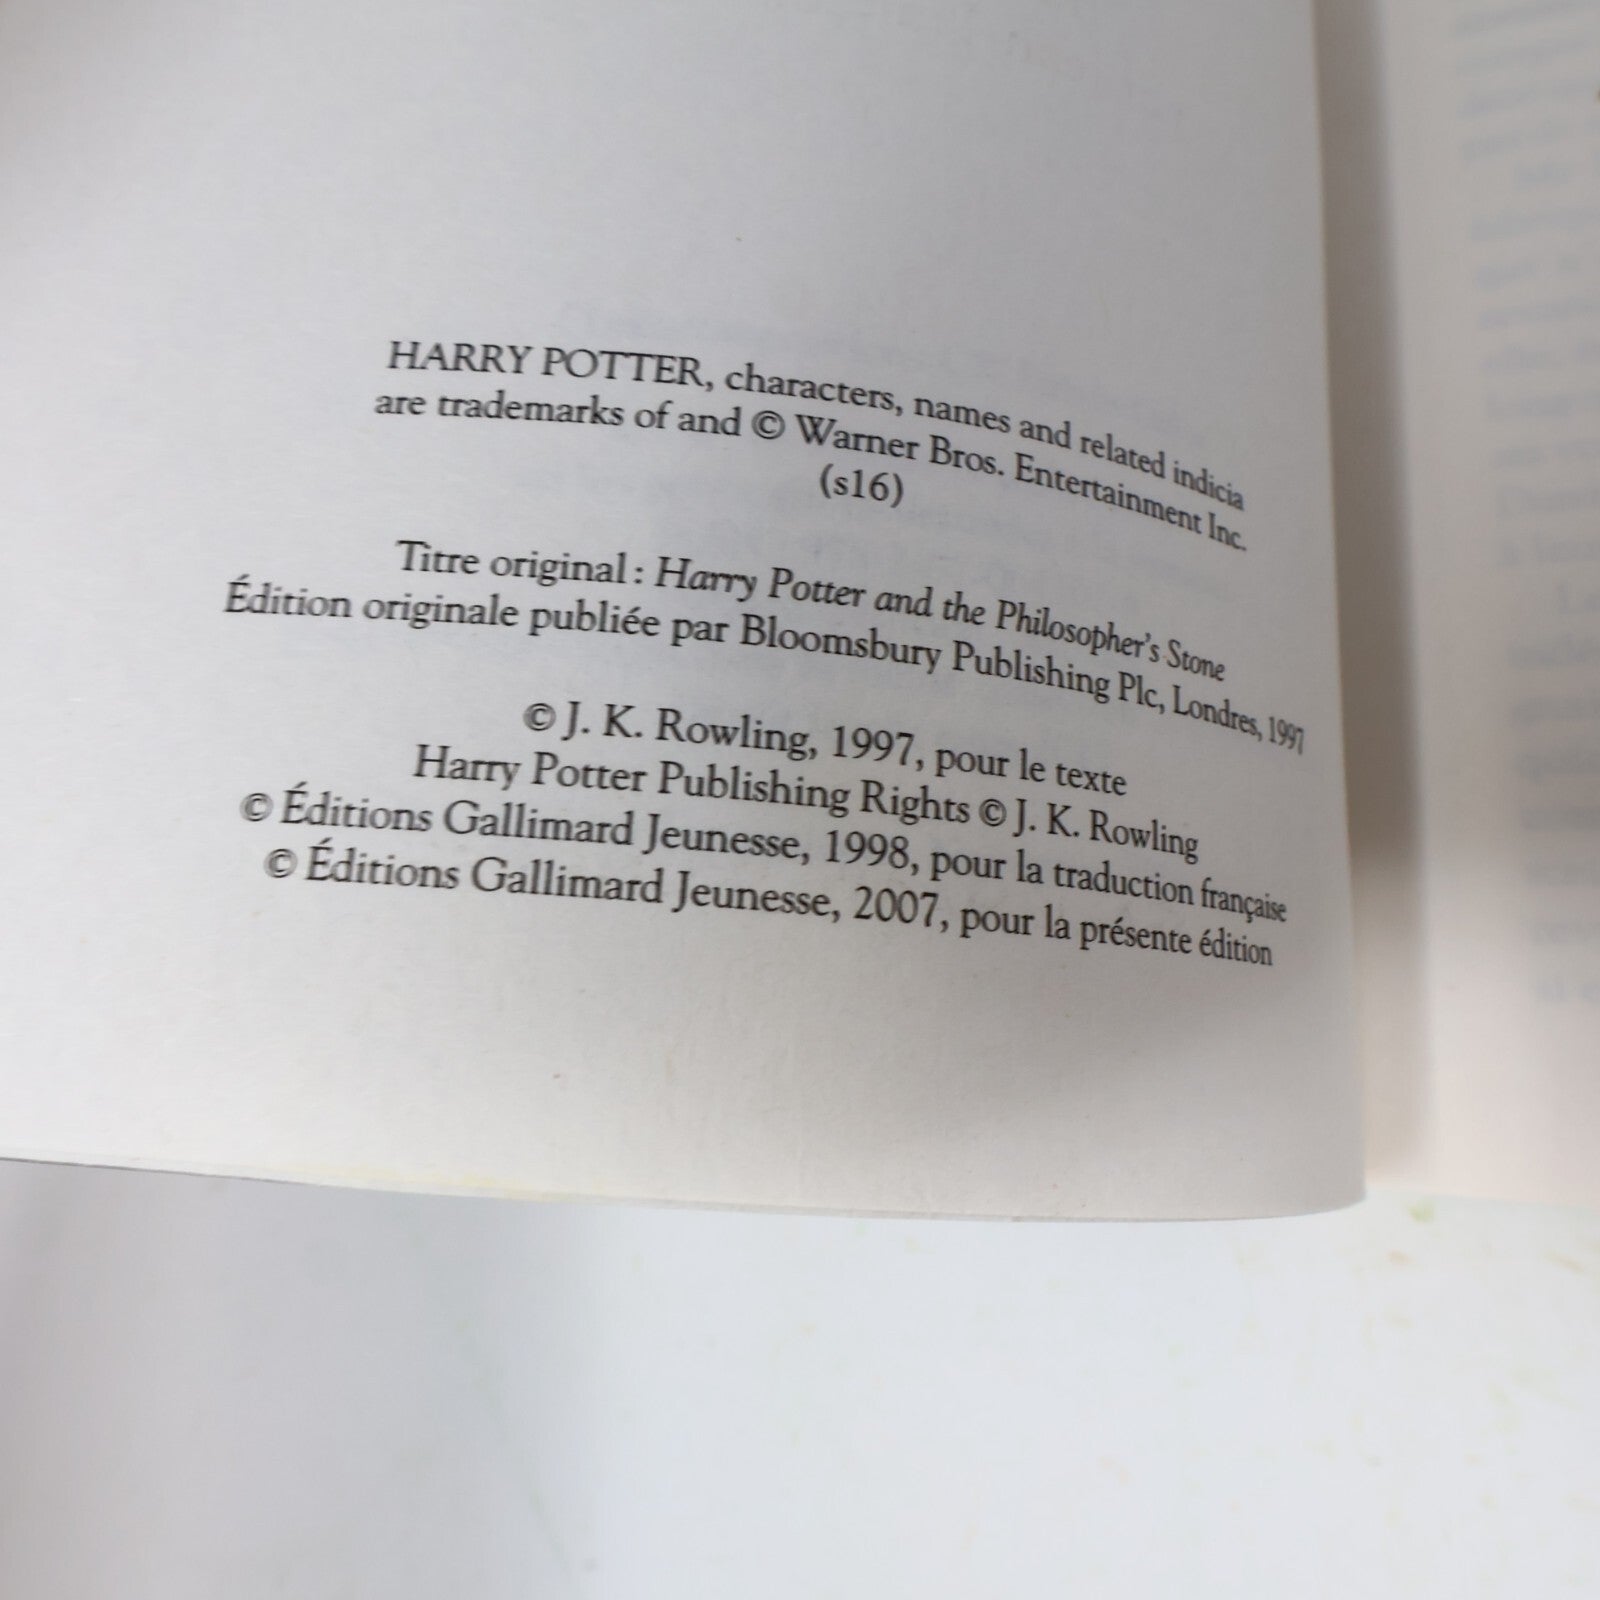 HARRY POTTER, characters, names and related indicia
are trademarks of and © Warner Bros. Entertainment Inc.
(s16)
Titre original : Harry Potter and the Philosopher's Stone
Édition originale publiée par Bloomsbury Publishing Plc, Londres, 1997
© J. K. Rowling, 1997, pour le texte
Harry Potter Publishing Rights © J. K. Rowling
© Éditions Gallimard Jeunesse, 1998, pour la traduction française
© Éditions Gallimard Jeunesse, 2007, pour la présente édition